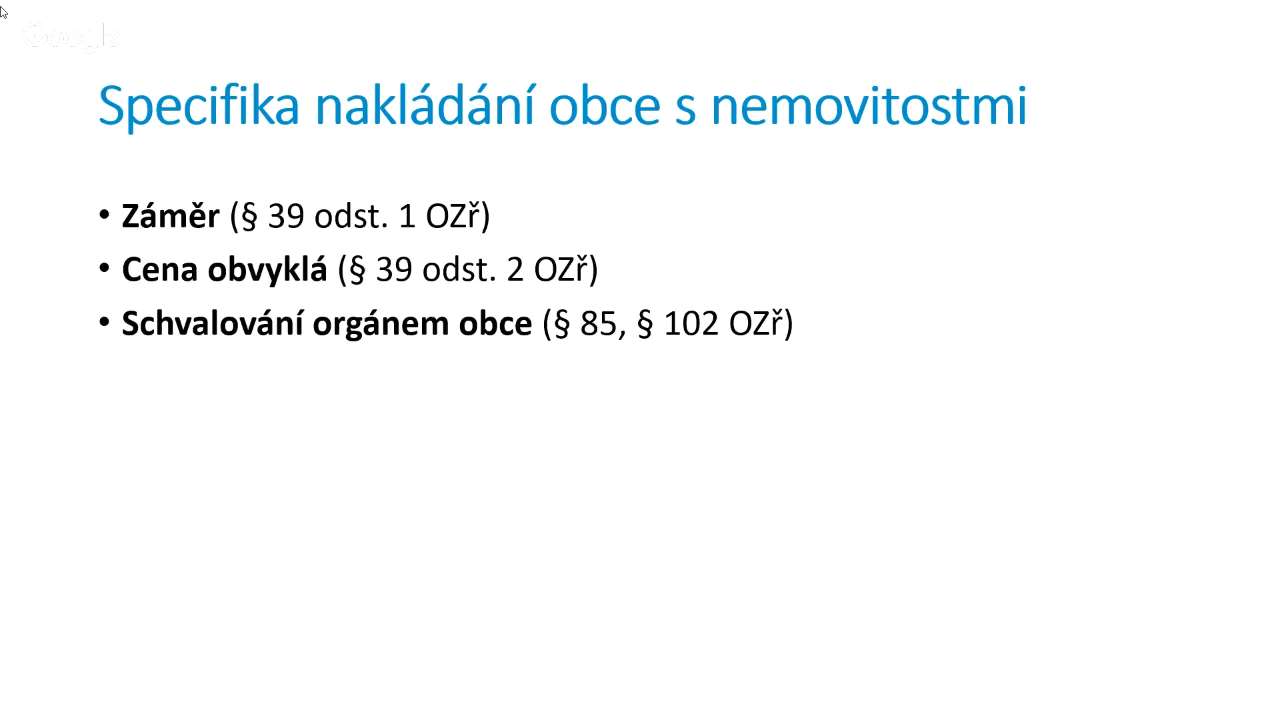 Google
Specifika nakládání obce s nemovitostmi
• Záměr (§ 39 odst. 1 OZř)
• Cena obvyklá (§ 39 odst. 2 OZř)
• Schvalování orgánem obce (§ 85, § 102 OZř)